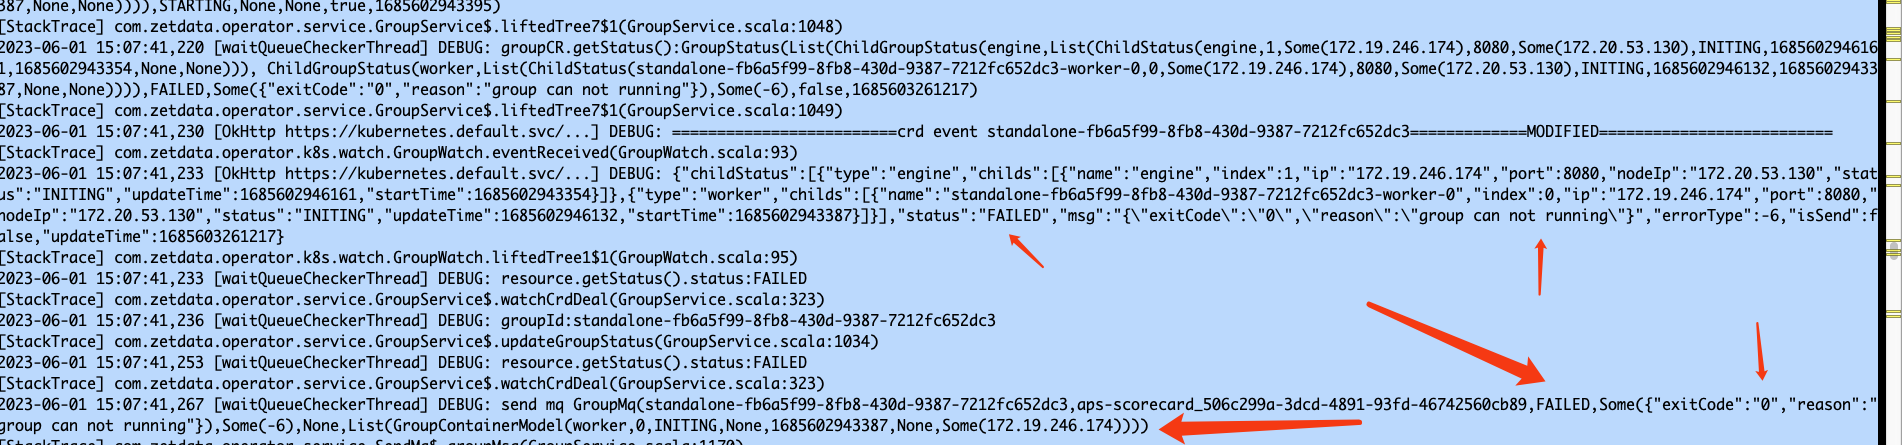 387,None,None)))),STARTING,None,None,true,1685602943395)
[StackTrace] com.zetdata.operator.service.GroupService$.liftedTree7$1(GroupService.scala:1048)
2023-06-01 15:07:41,220 [waitQueueCheckerThread] DEBUG: groupCR.getStatus():GroupStatus(List(ChildGroupStatus(engine,List(ChildStatus(engine,1,Some(172.19.246.174),8080,Some(172.20.53.130),INITING,168560294616
1,1685602943354,None,None))), ChildGroupStatus(worker,List(ChildStatus(standalone-fb6a5f99-8fb8-430d-9387-7212fc652dc3-worker-0,0,Some(172.19.246.174),8080,Some(172.20.53.130),INITING,1685602946132,16856029433
87,None,None)))),FAILED,Some({"exitCode":"0","reason":"group can not running"}),Some(-6),false,1685603261217)
[StackTrace] com.zetdata.operator.service.GroupService$.liftedTree7$1(GroupService.scala:1049)
2023-06-01 15:07:41,230 [OkHttp https://kubernetes.default.svc/...] DEBUG: =========================crd event standalone-fb6a5f99-8fb8-430d-9387-7212fc652dc3=============MODIFIED==========================
[StackTrace] com.zetdata.operator.k8s.watch.GroupWatch.eventReceived(GroupWatch.scala:93)
2023-06-01 15:07:41,233 [OkHttp https://kubernetes.default.svc/...] DEBUG: {"childStatus":[{"type":"engine","childs":[{"name":"engine","index":1,"ip":"172.19.246.174","port":8080,"nodeIp":"172.20.53.130","stat
us":"INITING","updateTime":1685602946161,"startTime":1685602943354}]},{"type":"worker","childs":[{"name":"standalone-fb6a5f99-8fb8-430d-9387-7212fc652dc3-worker-0","index":0,"ip":"172.19.246.174","port":8080,"
nodeIp":"172.20.53.130","status":"INITING","updateTime":1685602946132,"startTime":1685602943387}]}],"status":"FAILED","msg":"{\"exitCode\":\"0\",\"reason\":\"group can not running\"}","errorType":-6,"isSend":f
alse,"updateTime":1685603261217}
[StackTrace] com.zetdata.operator.k8s.watch.GroupWatch.liftedTree1$1(GroupWatch.scala:95)
2023-06-01 15:07:41,233 [waitQueueCheckerThread] DEBUG: resource.getStatus().status:FAILED
[StackTrace] com.zetdata.operator.service.GroupService$.watchCrdDeal(GroupService.scala:323)
2023-06-01 15:07:41,236 [waitQueueCheckerThread] DEBUG: groupId:standalone-fb6a5f99-8fb8-430d-9387-7212fc652dc3
[StackTrace] com.zetdata.operator.service.GroupService$.updateGroupStatus(GroupService.scala:1034)
2023-06-01 15:07:41,253 [waitQueueCheckerThread] DEBUG: resource.getStatus().status:FAILED
[StackTrace] com.zetdata.operator.service.GroupService$.watchCrdDeal(GroupService.scala:323)
2023-06-01 15:07:41,267 [waitQueueCheckerThread] DEBUG: send mq GroupMq(standalone-fb6a5f99-8fb8-430d-9387-7212fc652dc3,aps-scorecard_506c299a-3dcd-4891-93fd-46742560cb89,FAILED,Some({"exitCode":"0","reason":"
group can not running"}),Some(-6),None,List(GroupContainerModel(worker,0,INITING,None,1685602943387,None,Some(172.19.246.174))))
[StackTrace] com.zetdata.operator.service.SendMq$.groupMsg(GroupService.scala:1170)